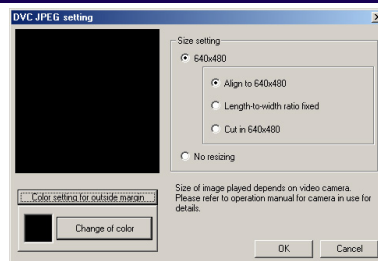 DVC JPEG setting
Size setting
640x480
Align to 640x480
Length-to-width ratio fixed
Cut in 640x480
No resizing
Color setting for outside margin
Change of color
Size of image played depends on video camera.
Please refer to operation manual for camera in use for
details.
OK
Cancel